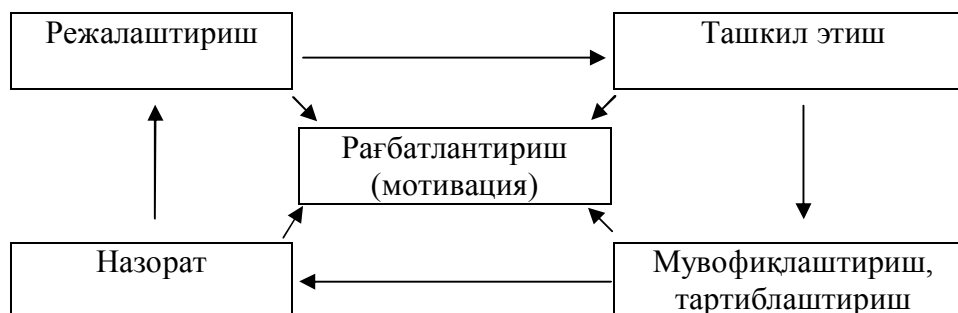 Режалаштириш
Ташкил этиш
Рағбатлантириш
(мотивация)
Назорат
Мувофиқлаштириш,
тартиблаштириш